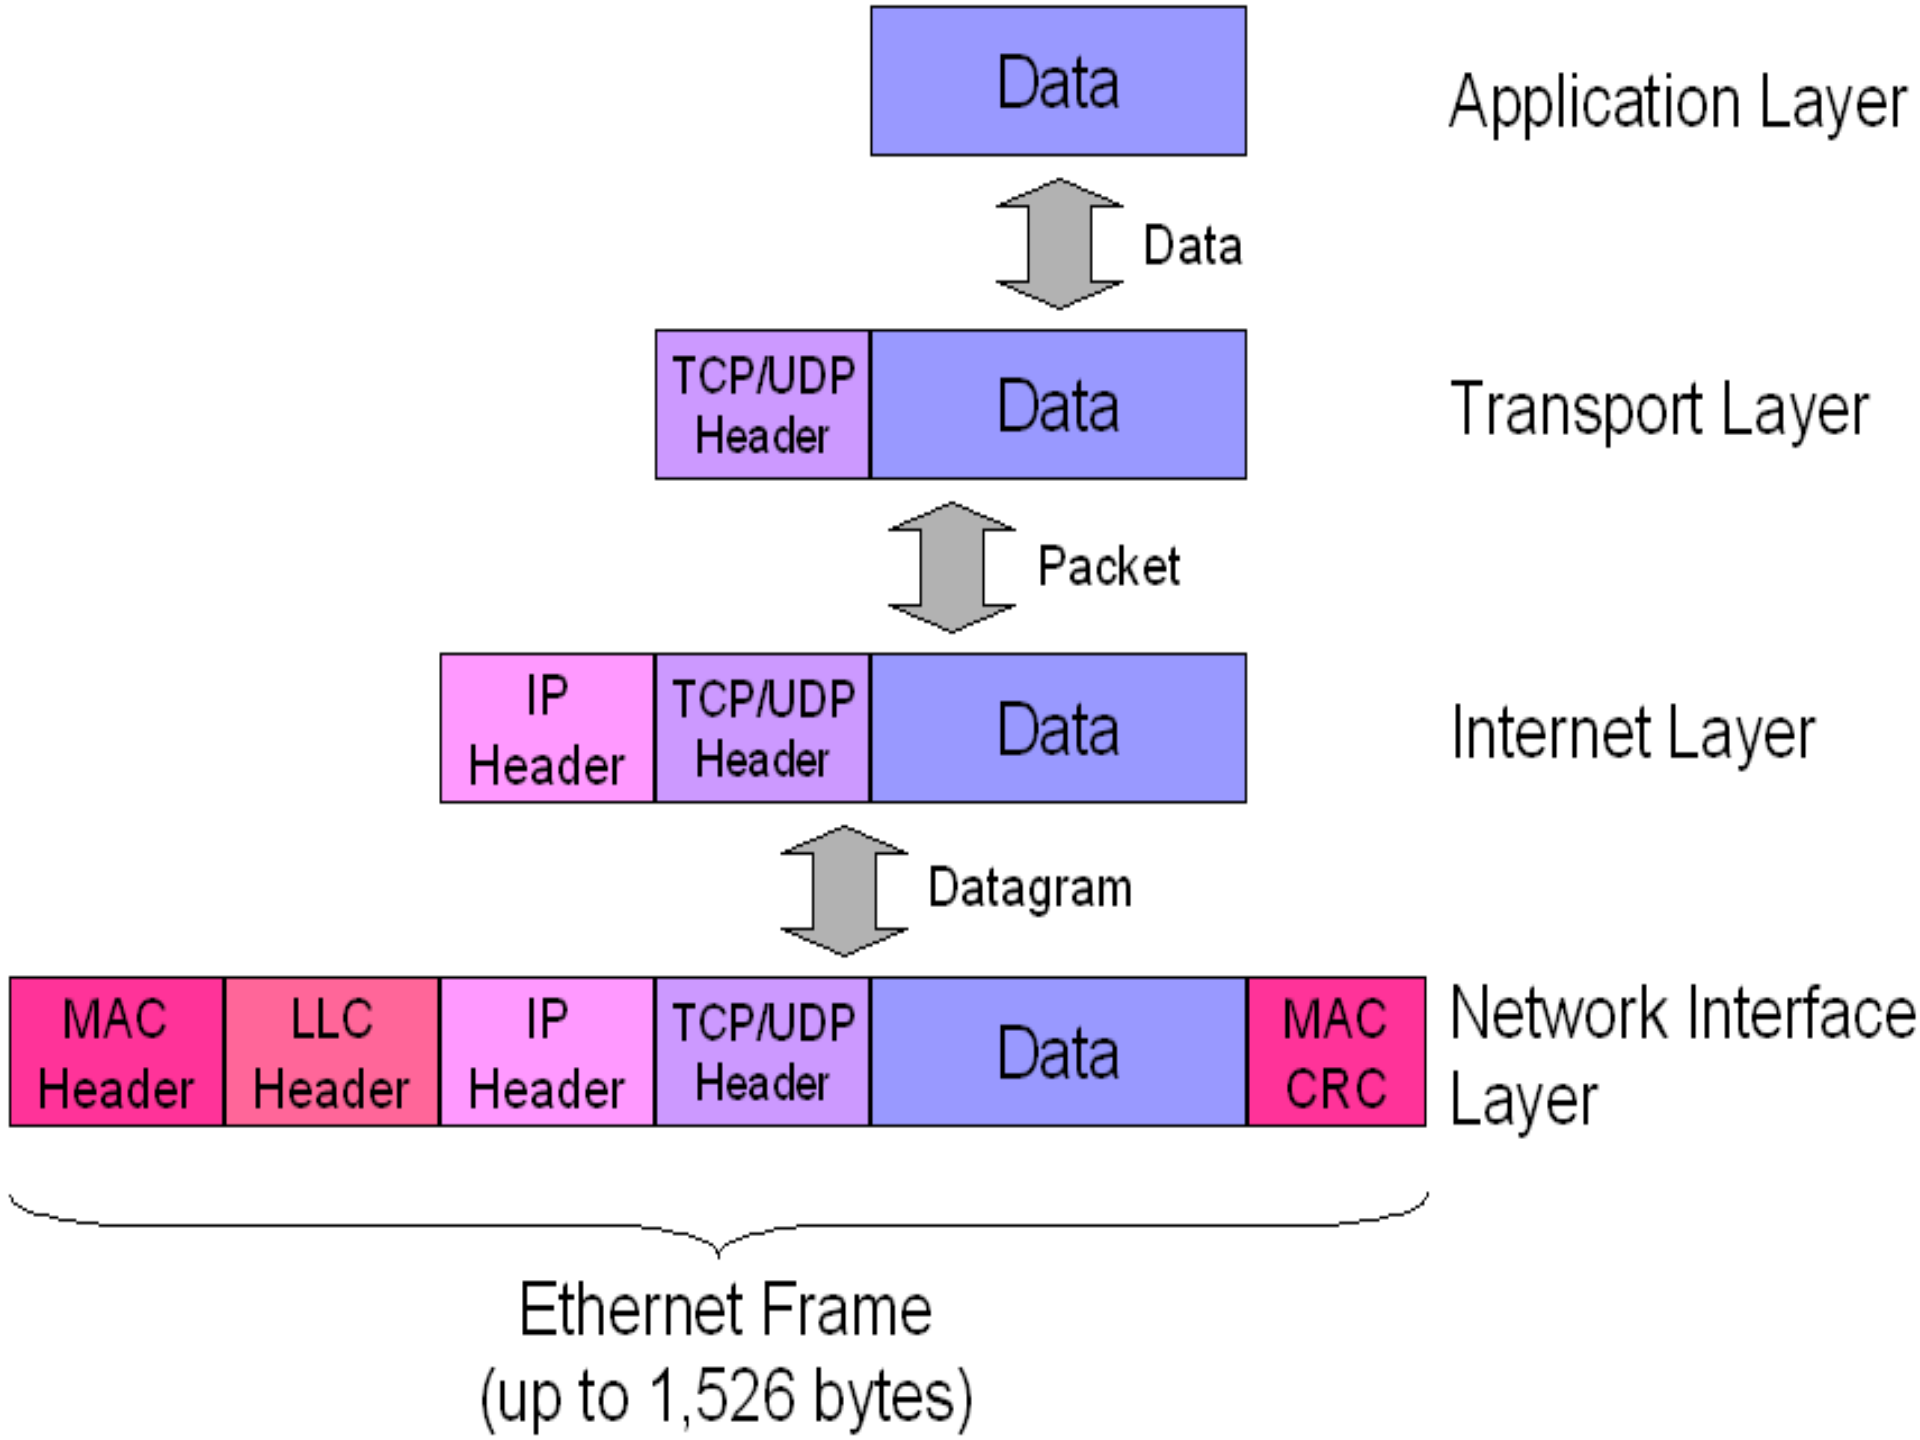 Data
Application Layer
Data
TCP/UDP
Header
Data
Transport Layer
Packet
IP
Header
TCP/UDP
Header
Data
Internet Layer
Datagram
MAC
Header
LLC
Header
IP
Header
TCP/UDP
Header
Data
MAC
CRC
Network Interface
Layer
Ethernet Frame
(up to 1,526 bytes)